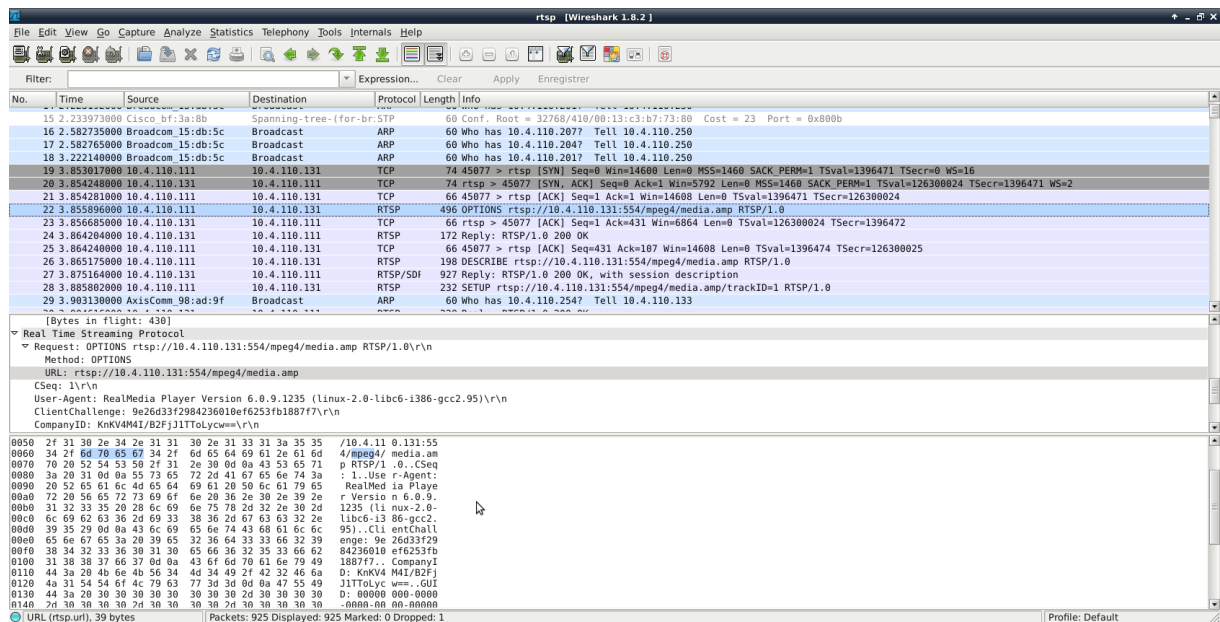 rtsp [Wireshark 1.8.2 ]
File Edit View Go Capture Analyze Statistics Telephony Tools Internals Help
Filter: Expression... Clear Apply Enregistrer
No. Time Source Destination Protocol Length Info
15 2.233973000 Cisco_bf:3a:8b Spanning-tree-(for-br: STP 60 Conf. Root = 32768/410/00:13:c3:b7:73:80 Cost = 23 Port = 0x800b
16 2.582735000 Broadcom_15:db:5c Broadcast ARP 60 Who has 10.4.110.207? Tell 10.4.110.250
17 2.582765000 Broadcom_15:db:5c Broadcast ARP 60 Who has 10.4.110.204? Tell 10.4.110.250
18 3.222140000 Broadcom_15:db:5c Broadcast ARP 60 Who has 10.4.110.201? Tell 10.4.110.250
19 3.853017000 10.4.110.111 10.4.110.131 TCP 74 45077 > rtsp [SYN] Seq=0 Win=14600 Len=0 MSS=1460 SACK_PERM=1 TSval=1396471 TSecr=0 WS=16
20 3.854248000 10.4.110.131 10.4.110.111 TCP 74 rtsp > 45077 [SYN, ACK] Seq=0 Ack=1 Win=5792 Len=0 MSS=1460 SACK_PERM=1 TSval=126300024 TSecr=1396471 WS=2
21 3.854281000 10.4.110.111 10.4.110.131 TCP 66 45077 > rtsp [ACK] Seq=1 Ack=1 Win=14608 Len=0 TSval=1396471 TSecr=126300024
22 3.855896000 10.4.110.111 10.4.110.131 RTSP 496 OPTIONS rtsp://10.4.110.131:554/mpeg4/media.amp RTSP/1.0
23 3.856685000 10.4.110.131 10.4.110.111 TCP 66 rtsp > 45077 [ACK] Seq=1 Ack=431 Win=6864 Len=0 TSval=126300024 TSecr=1396472
24 3.864204000 10.4.110.131 10.4.110.111 RTSP 172 Reply: RTSP/1.0 200 OK
25 3.864240000 10.4.110.111 10.4.110.131 TCP 66 45077 > rtsp [ACK] Seq=431 Ack=107 Win=14608 Len=0 TSval=1396474 TSecr=126300025
26 3.865175000 10.4.110.111 10.4.110.131 RTSP 198 DESCRIBE rtsp://10.4.110.131:554/mpeg4/media.amp RTSP/1.0
27 3.875164000 10.4.110.131 10.4.110.111 RTSP/SDF 927 Reply: RTSP/1.0 200 OK, with session description
28 3.885802000 10.4.110.111 10.4.110.131 RTSP 232 SETUP rtsp://10.4.110.131:554/mpeg4/media.amp/trackID=1 RTSP/1.0
29 3.903130000 AxisComm_98:ad:9f Broadcast ARP 60 Who has 10.4.110.254? Tell 10.4.110.133
[Bytes in flight: 430]
Real Time Streaming Protocol
Request: OPTIONS rtsp://10.4.110.131:554/mpeg4/media.amp RTSP/1.0\r\n
Method: OPTIONS
URL: rtsp://10.4.110.131:554/mpeg4/media.amp
CSeq: 1\r\n
User-Agent: RealMedia Player Version 6.0.9.1235 (linux-2.0-libc6-i386-gcc2.95)\r\n
ClientChallenge: 9e26d33f2984236010ef6253fb1887f7\r\n
CompanyID: KnKV4M4I/B2FjJ1TToLycw==\r\n
0050 2f 31 30 2e 34 2e 31 31 30 2e 31 33 31 3a 35 35 /10.4.11 0.131:55
0060 34 2f 6d 70 65 67 34 2f 6d 65 64 69 61 2e 61 6d 4/mpeg4/ media.am
0070 70 20 52 54 53 50 2f 31 2e 30 0d 0a 43 53 65 71 p RTSP/1 .0..CSeq
0080 3a 20 31 0d 0a 55 73 65 72 2d 41 67 65 6e 74 3a : 1..Use r-Agent:
0090 20 52 65 61 6c 4d 65 64 69 61 20 50 6c 61 79 65 RealMed ia Playe
00a0 72 20 56 65 72 73 69 6f 6e 20 36 2e 30 2e 39 2e r Versio n 6.0.9.
00b0 31 32 33 35 20 28 6c 69 6e 75 78 2d 32 2e 30 2d 1235 (li nux-2.0-
00c0 6c 69 62 63 36 2d 69 33 38 36 2d 67 63 63 32 2e libc6-i3 86-gcc2.
00d0 39 35 29 0d 0a 43 6c 69 65 6e 74 43 68 61 6c 6c 95)..Cli entChall
00e0 65 6e 67 65 3a 20 39 65 32 36 64 33 33 66 32 39 enge: 9e 26d33f29
00f0 38 34 32 33 36 30 31 30 65 66 36 32 35 33 66 62 84236010 ef6253fb
0100 31 38 38 37 66 37 0d 0a 43 6f 6d 70 61 6e 79 49 1887f7.. CompanyI
0110 44 3a 20 4b 6e 4b 56 34 4d 34 49 2f 42 32 46 6a D: KnKV4 M4I/B2Fj
0120 4a 31 54 54 6f 4c 79 63 77 3d 3d 0d 0a 47 55 49 J1TToLyc w==..GUI
0130 44 3a 20 30 30 30 30 30 30 30 30 2d 30 30 30 30 D: 00000 000-0000
0140 2d 30 30 30 30 2d 30 30 30 30 2d 30 30 30 30 30 -0000-00 00-00000
URL (rtsp.url), 39 bytes Packets: 925 Displayed: 925 Marked: 0 Dropped: 1 Profile: Default